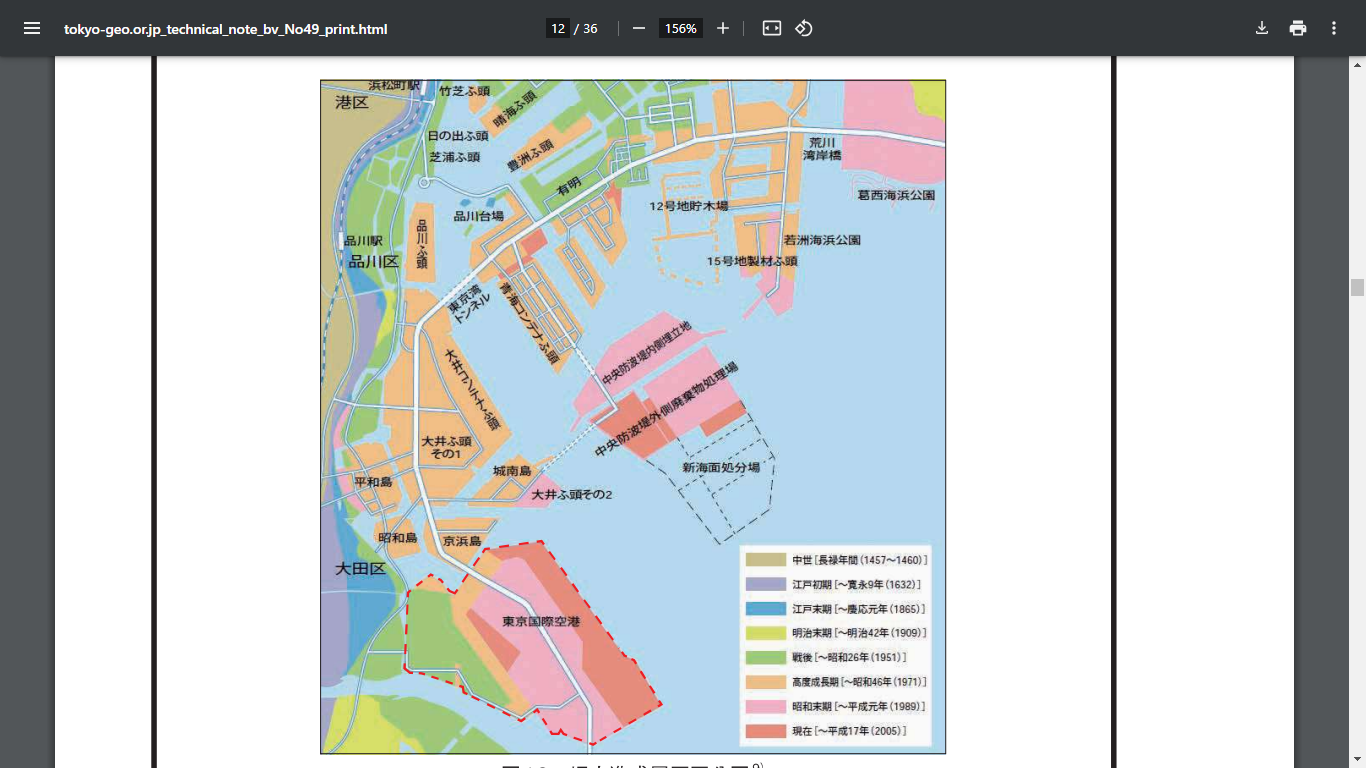 tokyo-geo.or.jp_technical_note_bv_No49_print.html
12 / 36
156%
浜松町駅
港区
竹芝ふ頭
晴海ふ頭
日の出ふ頭
芝浦ふ頭
豊洲ふ頭
有明
荒川
湾岸橋
葛西海浜公園
12号地貯木場
品川台場
品川ふ頭
品川駅
品川区
若洲海浜公園
15号地製材ふ頭
東京湾
トンネル
青海コンテナふ頭
中央防波堤内側埋立地
大井コンテナふ頭
中央防波堤外側廃棄物処理場
大井ふ頭
その1
城南島
新海面処分場
平和島
大井ふ頭その2
昭和島
京浜島
大田区
東京国際空港
中世[長禄年間(1457〜1460)]
江戸初期[〜寛永9年(1632)]
江戸末期[〜慶応元年(1865)]
明治末期[〜明治42年(1909)]
戦後[〜昭和26年(1951)]
高度成長期[〜昭和46年(1971)]
昭和末期[〜平成元年(1989)]
現在[〜平成17年(2005)]